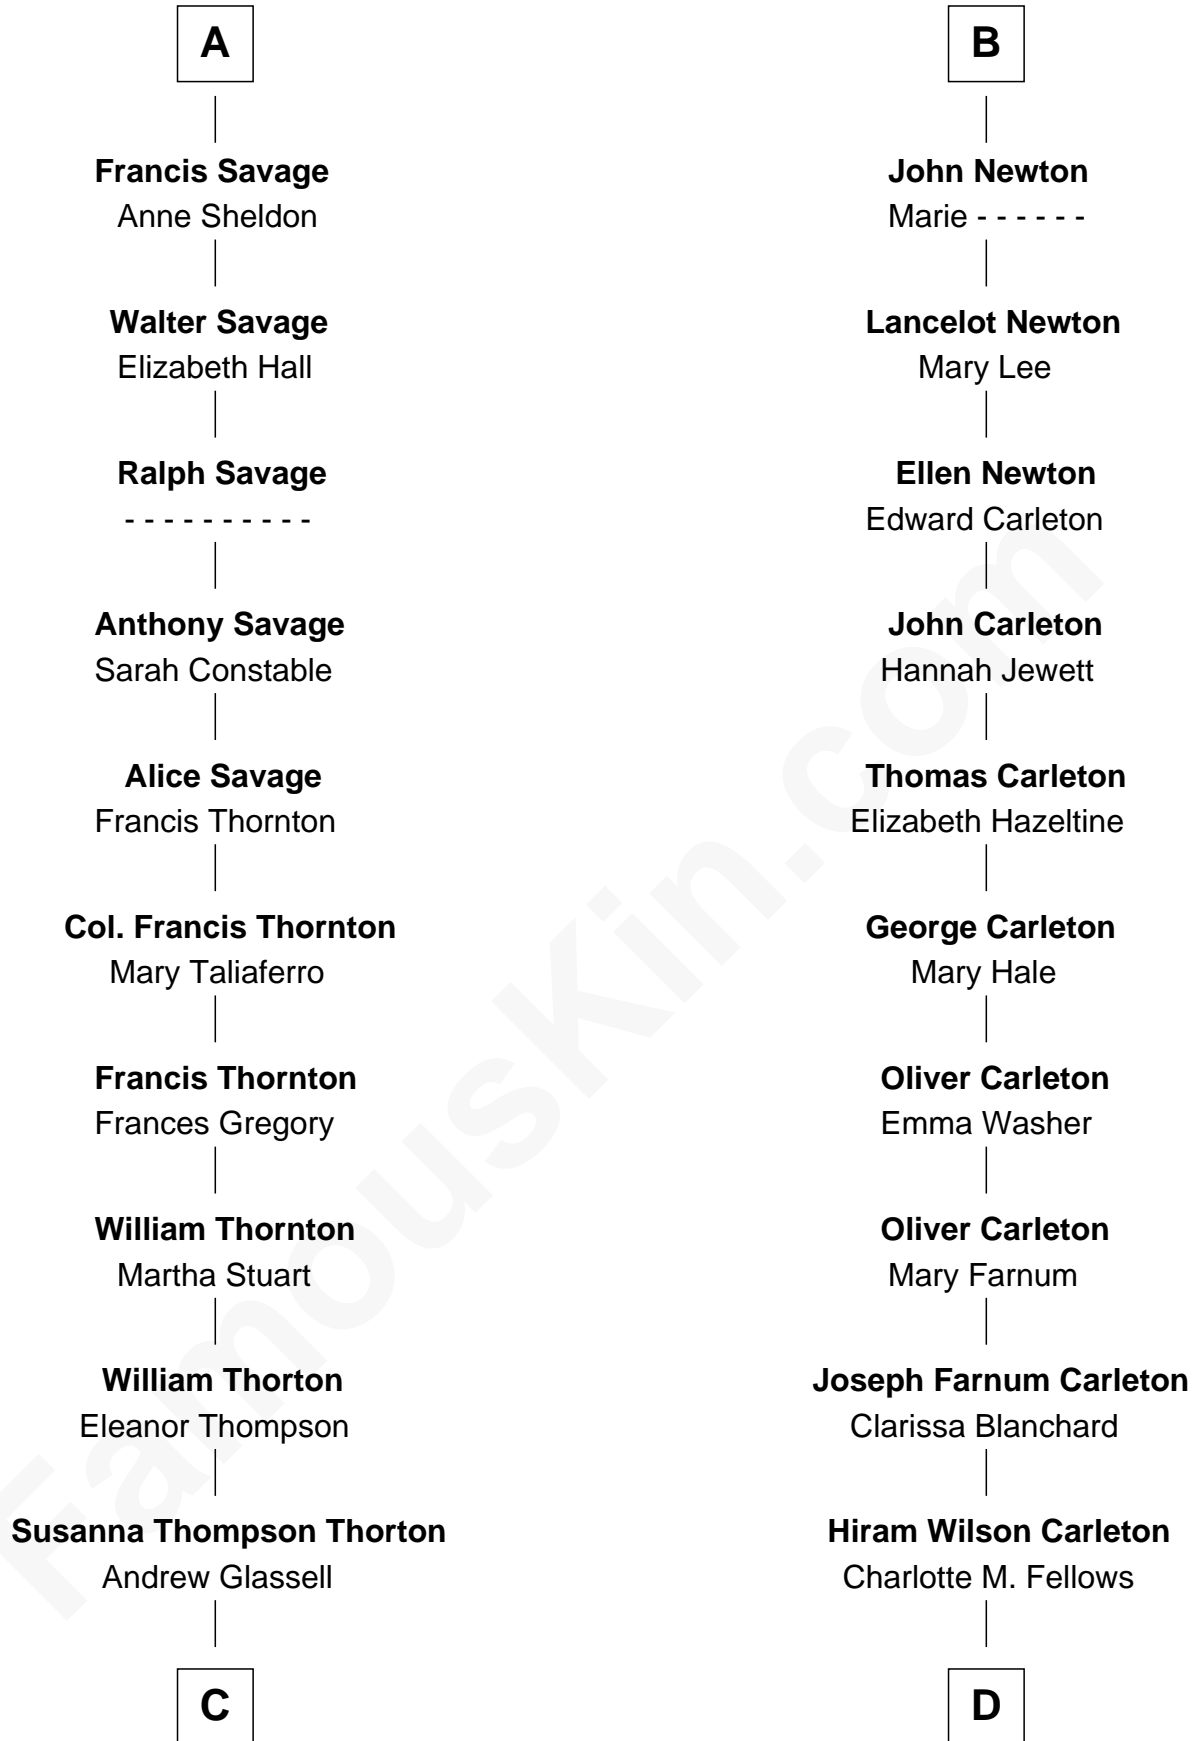 A
Francis Savage
Anne Sheldon
Walter Savage
Elizabeth Hall
Ralph Savage
- - - - - - - - - -
Anthony Savage
Sarah Constable
Alice Savage
Francis Thornton
Col. Francis Thornton
Mary Taliaferro
Francis Thornton
Frances Gregory
William Thornton
Martha Stuart
William Thorton
Eleanor Thompson
Susanna Thompson Thorton
Andrew Glassell
C
B
John Newton
Marie - - - - - -
Lancelot Newton
Mary Lee
Ellen Newton
Edward Carleton
John Carleton
Hannah Jewett
Thomas Carleton
Elizabeth Hazeltine
George Carleton
Mary Hale
Oliver Carleton
Emma Washer
Oliver Carleton
Mary Farnum
Joseph Farnum Carleton
Clarissa Blanchard
Hiram Wilson Carleton
Charlotte M. Fellows
D
FamousKin.com